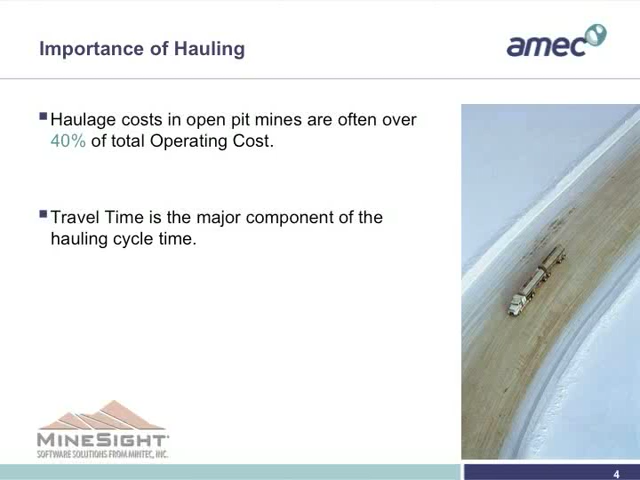 Importance of Hauling
amec
Haulage costs in open pit mines are often over
40% of total Operating Cost.
Travel Time is the major component of the
hauling cycle time.
MINESIGHT
SOFTWARE SOLUTIONS FROM MINTEC, INC.
4